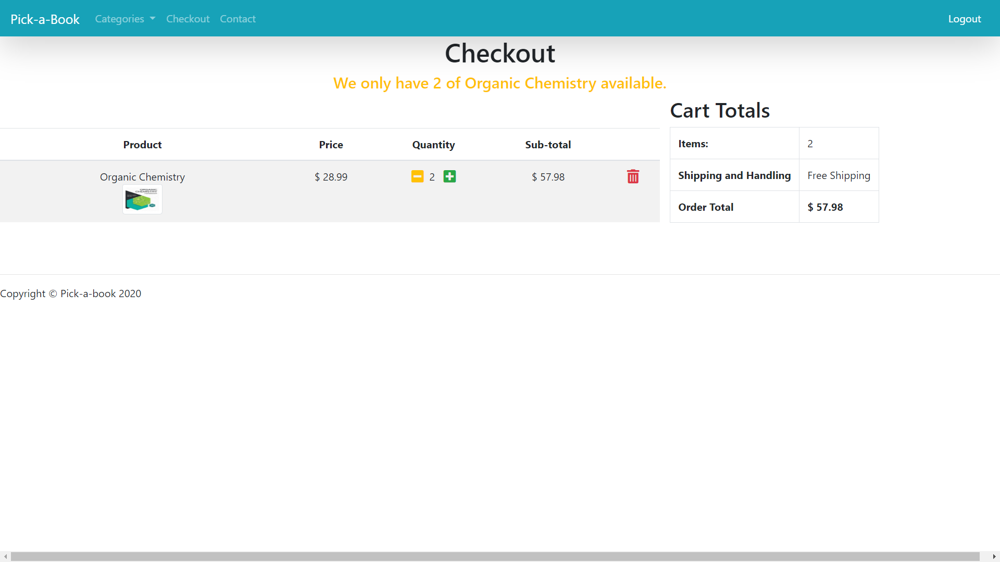 Pick-a-Book Categories Checkout Contact Logout
Checkout
We only have 2 of Organic Chemistry available.
Product Price Quantity Sub-total
Organic Chemistry $ 28.99 2 $ 57.98
ORGANIC
CHEMISTRY
Cart Totals
Items: 2
Shipping and Handling Free Shipping
Order Total $ 57.98
Copyright © Pick-a-book 2020